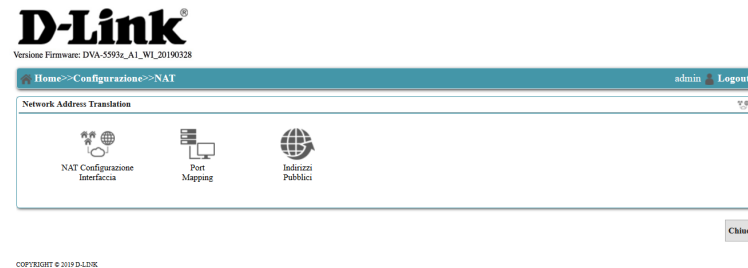 D-Link®
Versione Firmware: DVA-5593z_A1_WI_20190328
Home>>Configurazione>>NAT
admin Logout
Network Address Translation
NAT Configurazione
Interfaccia
Port
Mapping
Indirizzi
Pubblici
COPYRIGHT © 2019 D-LINK